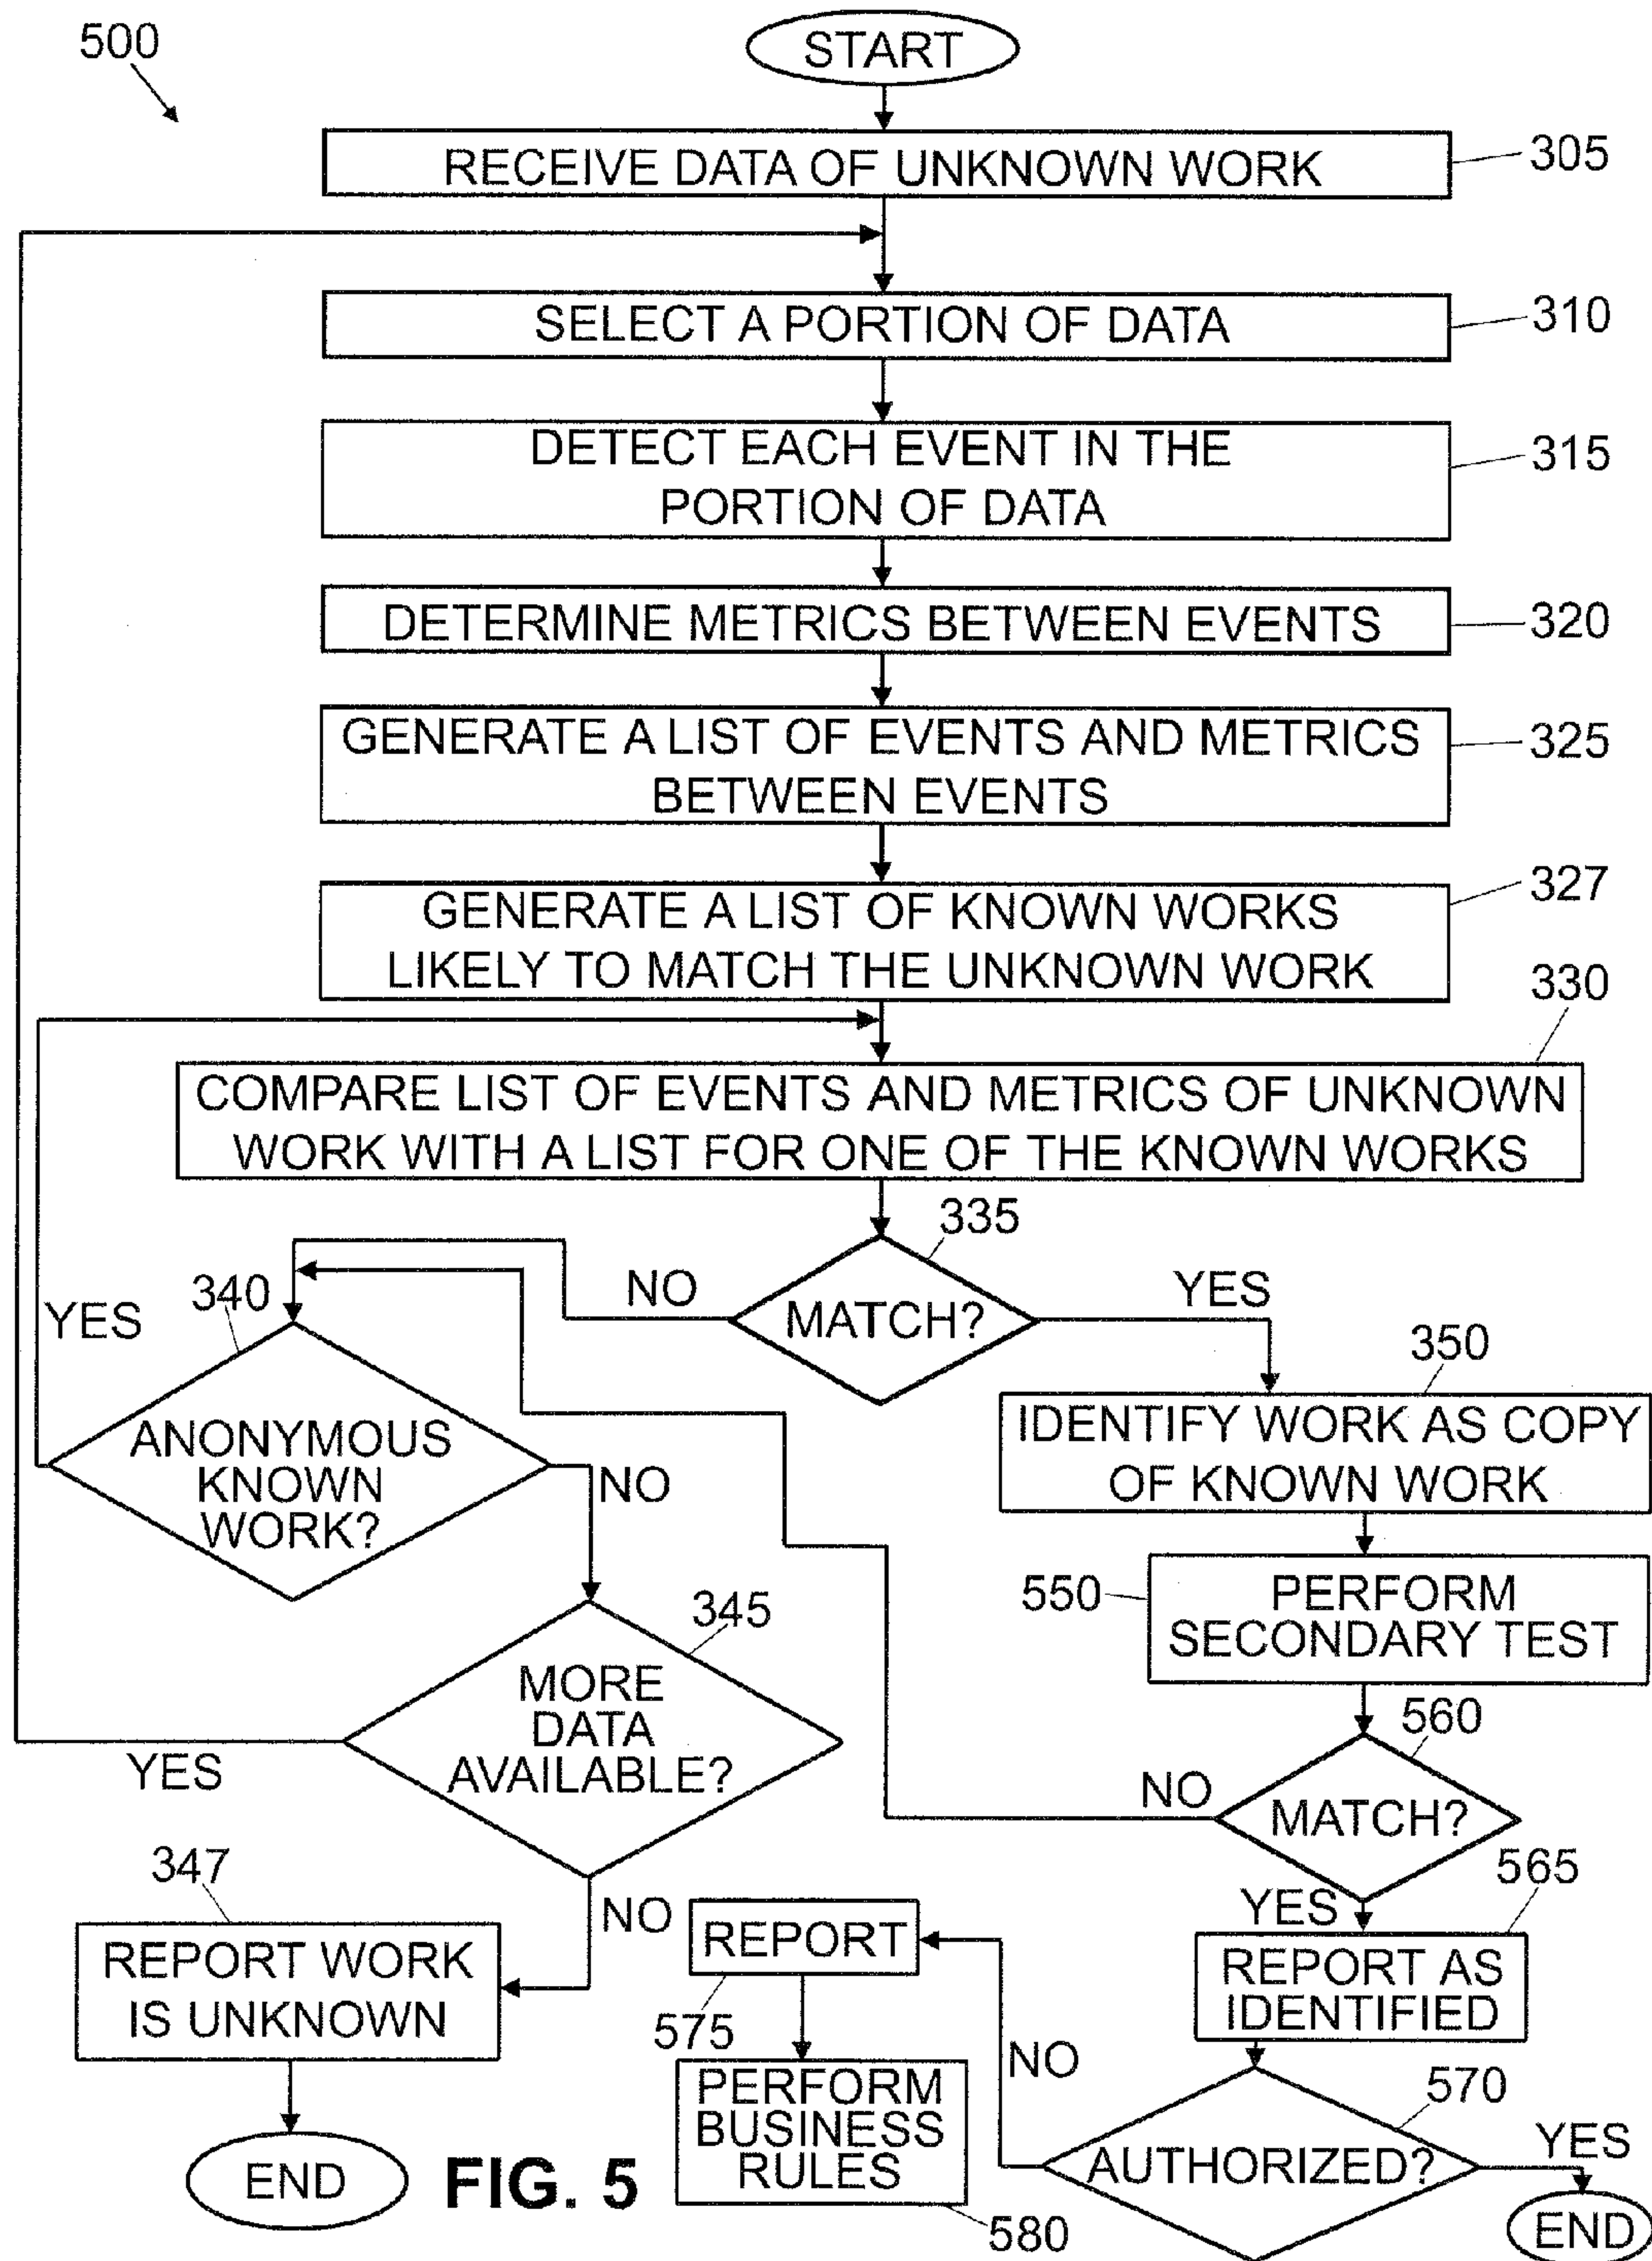 500
START
RECEIVE DATA OF UNKNOWN WORK
305
SELECT A PORTION OF DATA
310
DETECT EACH EVENT IN THE
PORTION OF DATA
315
DETERMINE METRICS BETWEEN EVENTS
320
GENERATE A LIST OF EVENTS AND METRICS
BETWEEN EVENTS
325
GENERATE A LIST OF KNOWN WORKS
LIKELY TO MATCH THE UNKNOWN WORK
327
330
COMPARE LIST OF EVENTS AND METRICS OF UNKNOWN
WORK WITH A LIST FOR ONE OF THE KNOWN WORKS
335
MATCH?
NO
YES
340
YES
ANONYMOUS
KNOWN
WORK?
NO
350
IDENTIFY WORK AS COPY
OF KNOWN WORK
550
PERFORM
SECONDARY TEST
345
MORE
DATA
AVAILABLE?
YES
NO
560
MATCH?
NO
YES
347
REPORT WORK
IS UNKNOWN
END
565
REPORT AS
IDENTIFIED
570
AUTHORIZED?
NO
YES
END
REPORT
575
PERFORM
BUSINESS
RULES
580
FIG. 5